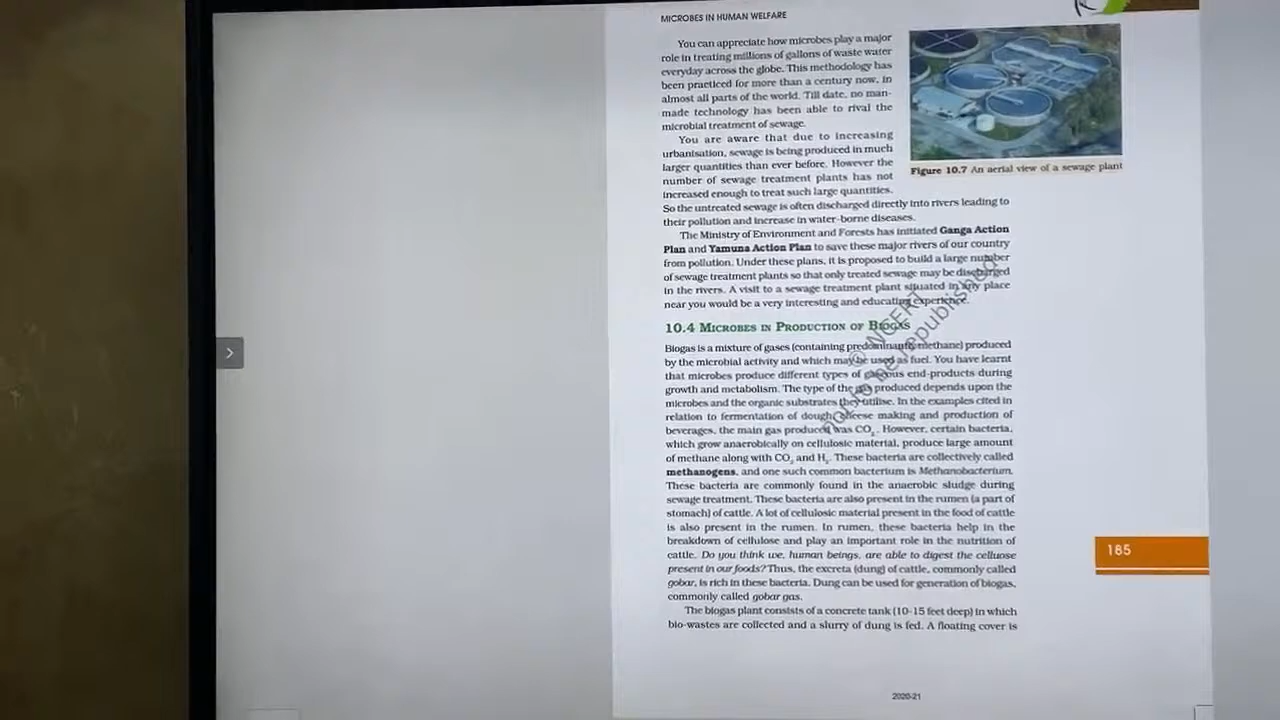 MICROBES IN HUMAN WELFARE
You can appreciate how microbes play a major
role in treating millions of gallons of waste water
everyday across the globe. This methodology has
been practiced for more than a century now, in
almost all parts of the world. Till date, no man-
made technology has been able to rival the
microbial treatment of sewage.
You are aware that due to increasing
urbanisation, sewage is being produced in much
larger quantities than ever before. However the
number of sewage treatment plants has not
increased enough to treat such large quantities.
So the untreated sewage is often discharged directly into rivers leading to
their pollution and increase in water-borne diseases.
Figure 10.7 An aerial view of a sewage plant
The Ministry of Environment and Forests has initiated Ganga Action
Plan and Yamuna Action Plan to save these major rivers of our country
from pollution. Under these plans, it is proposed to build a large number
of sewage treatment plants so that only treated sewage may be discharged
in the rivers. A visit to a sewage treatment plant situated in any place
near you would be a very interesting and educating experience.
10.4 MICROBES IN PRODUCTION OF BIOGAS
Biogas is a mixture of gases (containing predominantly methane) produced
by the microbial activity and which may be used as fuel. You have learnt
that microbes produce different types of gaseous end-products during
growth and metabolism. The type of the gas produced depends upon the
microbes and the organic substrates they utilise. In the examples cited in
relation to fermentation of dough, cheese making and production of
beverages, the main gas produced was CO₂. However, certain bacteria,
which grow anaerobically on cellulosic material, produce large amount
of methane along with CO₂ and H₂. These bacteria are collectively called
methanogens, and one such common bacterium is Methanobacterium.
These bacteria are commonly found in the anaerobic sludge during
sewage treatment. These bacteria are also present in the rumen (a part of
stomach) of cattle. A lot of cellulosic material present in the food of cattle
is also present in the rumen. In rumen, these bacteria help in the
breakdown of cellulose and play an important role in the nutrition of
cattle. Do you think we, human beings, are able to digest the celluose
present in our foods? Thus, the excreta (dung) of cattle, commonly called
gobar, is rich in these bacteria. Dung can be used for generation of biogas,
commonly called gobar gas.
The biogas plant consists of a concrete tank (10-15 feet deep) in which
bio-wastes are collected and a slurry of dung is fed. A floating cover is
© NCERT
not to be republished
185
2020-21